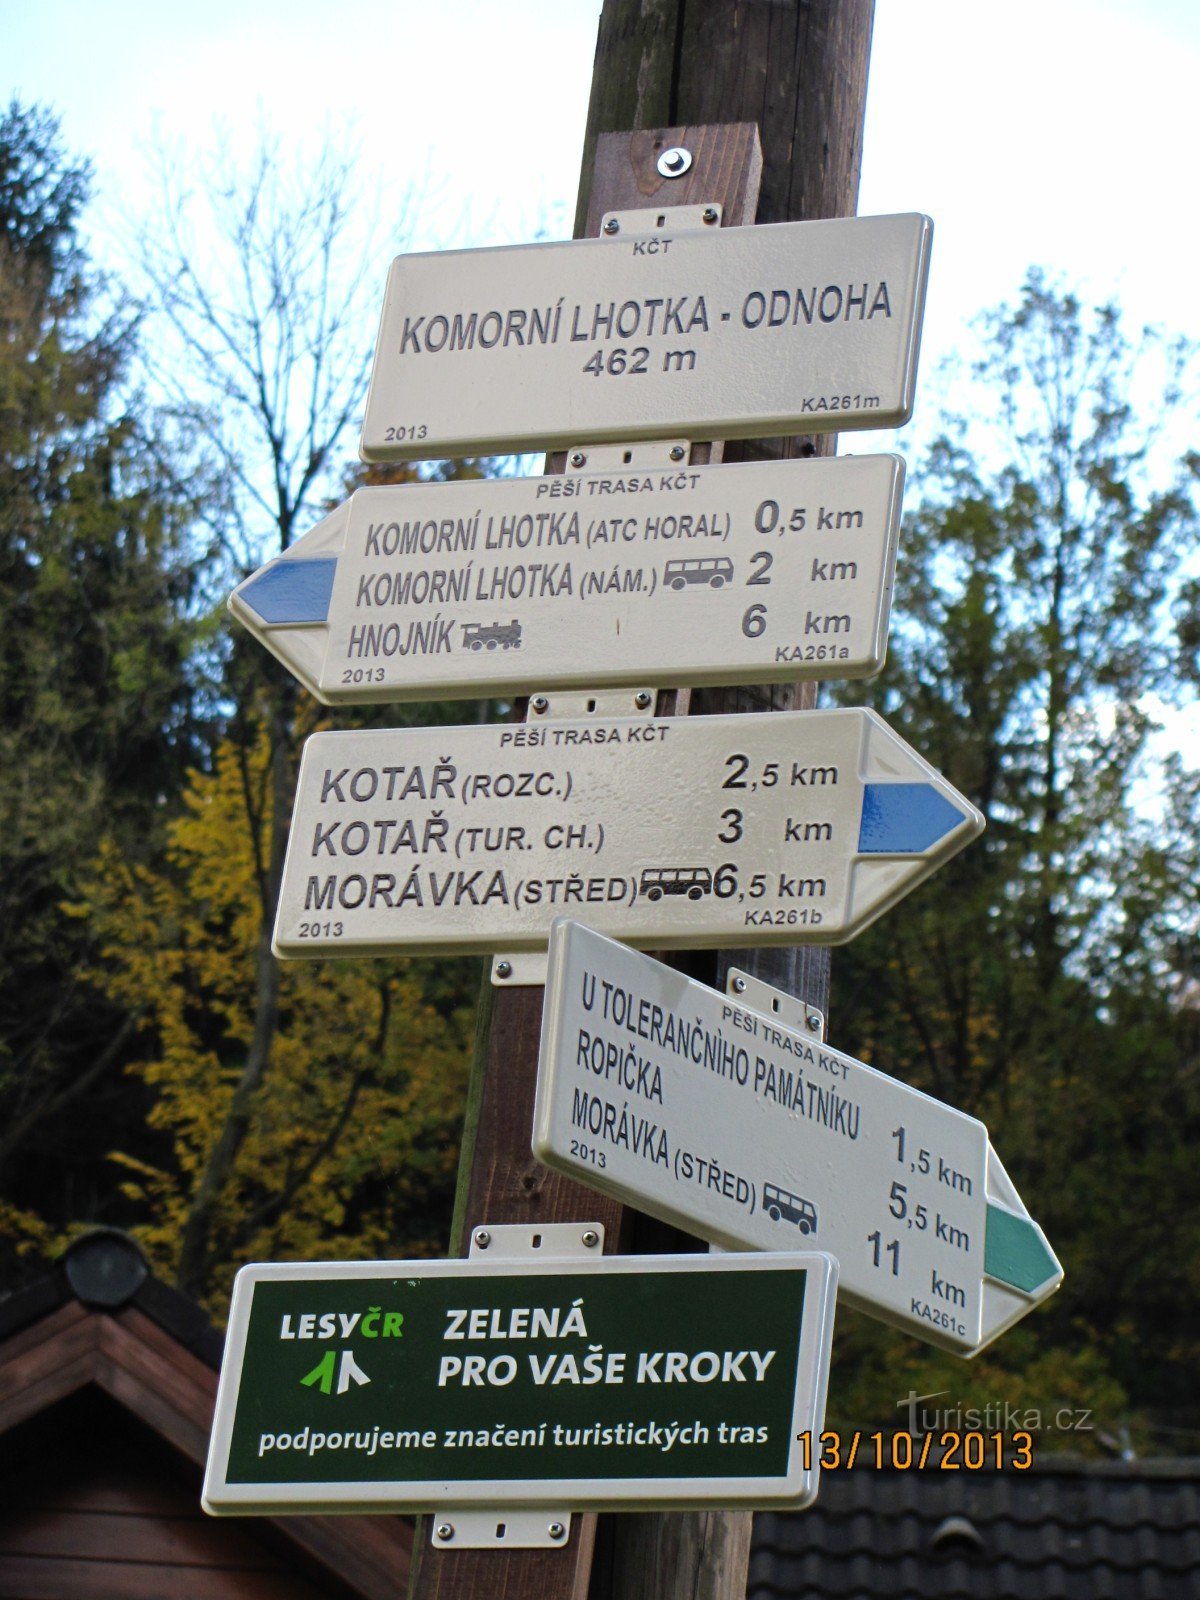 KČT
KOMORNÍ LHOTKA - ODNOHA
462 m
2013 KA261m
PĚŠÍ TRASA KČT
KOMORNÍ LHOTKA (ATC HORAL) 0,5 km
KOMORNÍ LHOTKA (NÁM.) 2 km
HNOJNÍK 6 km
2013 KA261a
PĚŠÍ TRASA KČT
KOTAŘ (ROZC.) 2,5 km
KOTAŘ (TUR. CH.) 3 km
MORÁVKA (STŘED) 6,5 km
2013 KA261b
PĚŠÍ TRASA KČT
U TOLERANČNÍHO PAMÁTNÍKU 1,5 km
ROPIČKA 5,5 km
MORÁVKA (STŘED) 11 km
2013 KA261c
LESY ČR ZELENÁ
PRO VAŠE KROKY
podporujeme značení turistických tras
Turistika.cz
13/10/2013